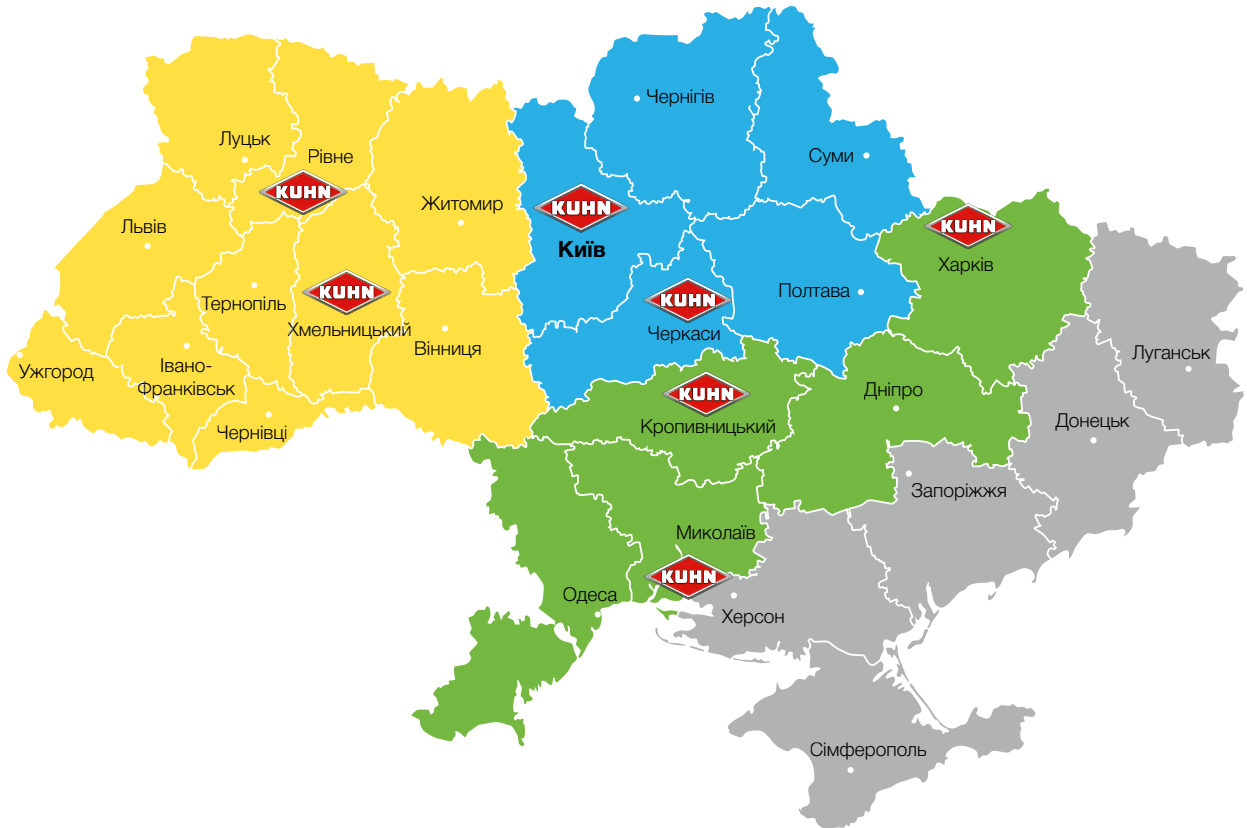 Чернігів
Луцьк
Рівне
Суми
KUHN
Житомир
KUHN
Львів
Київ
KUHN
Харків
Тернопіль
KUHN
Хмельницький
KUHN
Черкаси
Полтава
Вінниця
Луганськ
Ужгород
Івано-
Франківськ
KUHN
Кропивницький
Дніпро
Донецьк
Чернівці
Запоріжжя
Миколаїв
KUHN
Одеса
Херсон
Сімферополь